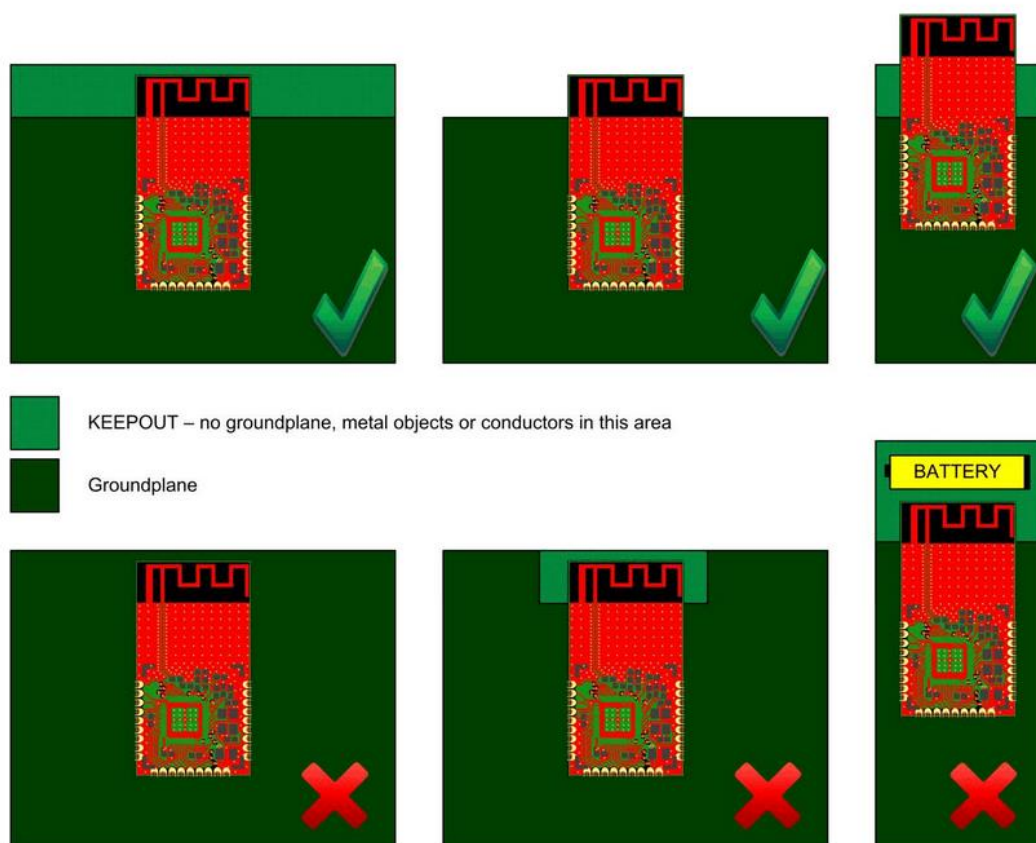 KEEPOUT – no groundplane, metal objects or conductors in this area
Groundplane
BATTERY